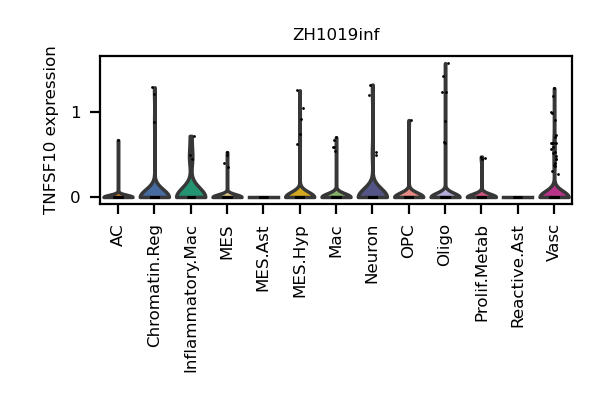 ZH1019inf
TNFSF10 expression
1
0
AC
Chromatin.Reg
Inflammatory.Mac
MES
MES.Ast
MES.Hyp
Mac
Neuron
OPC
Oligo
Prolif.Metab
Reactive.Ast
Vasc